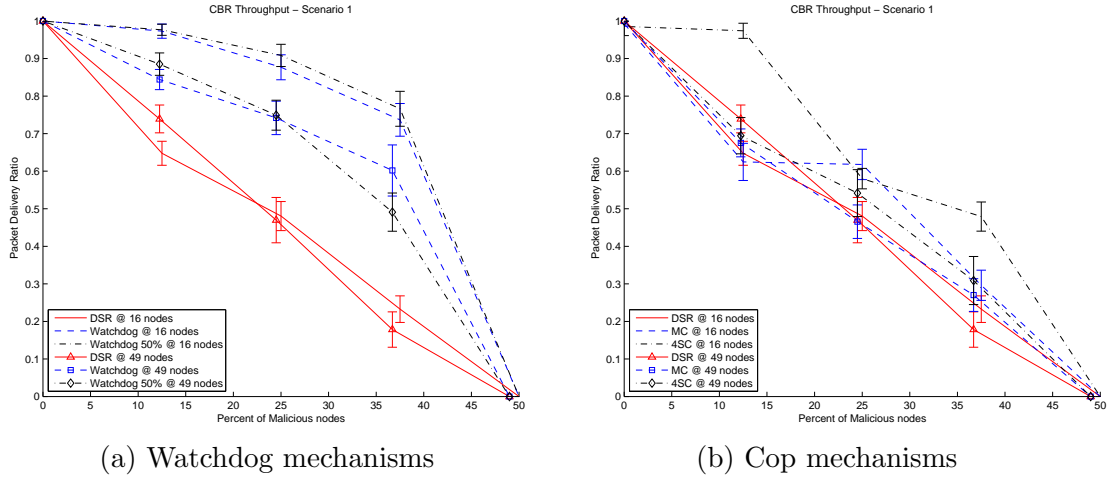 CBR Throughput – Scenario 1
Packet Delivery Ratio
1
0.9
0.8
0.7
0.6
0.5
0.4
0.3
0.2
0.1
0
DSR @ 16 nodes
Watchdog @ 16 nodes
Watchdog 50% @ 16 nodes
DSR @ 49 nodes
Watchdog @ 49 nodes
Watchdog 50% @ 49 nodes
0 5 10 15 20 25 30 35 40 45 50
Percent of Malicious nodes
(a) Watchdog mechanisms
CBR Throughput – Scenario 1
Packet Delivery Ratio
1
0.9
0.8
0.7
0.6
0.5
0.4
0.3
0.2
0.1
0
DSR @ 16 nodes
MC @ 16 nodes
4SC @ 16 nodes
DSR @ 49 nodes
MC @ 49 nodes
4SC @ 49 nodes
0 5 10 15 20 25 30 35 40 45 50
Percent of Malicious nodes
(b) Cop mechanisms